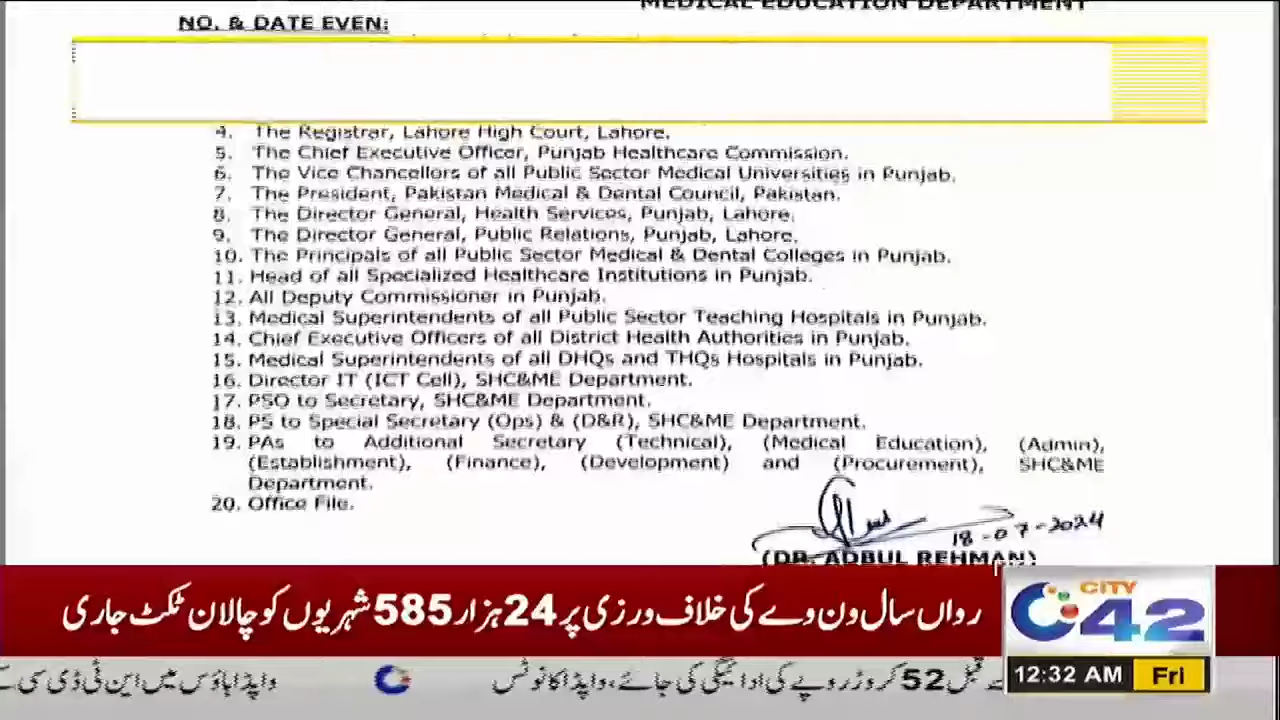 MEDICAL EDUCATION DEPARTMENT
NO. & DATE EVEN:
4. The Registrar, Lahore High Court, Lahore.
5. The Chief Executive Officer, Punjab Healthcare Commission.
6. The Vice Chancellors of all Public Sector Medical Universities in Punjab.
7. The President, Pakistan Medical & Dental Council, Pakistan.
8. The Director General, Health Services, Punjab, Lahore.
9. The Director General, Public Relations, Punjab, Lahore.
10. The Principals of all Public Sector Medical & Dental Colleges in Punjab.
11. Head of all Specialized Healthcare Institutions in Punjab.
12. All Deputy Commissioner in Punjab.
13. Medical Superintendents of all Public Sector Teaching Hospitals in Punjab.
14. Chief Executive Officers of all District Health Authorities in Punjab.
15. Medical Superintendents of all DHQs and THQs Hospitals in Punjab.
16. Director IT (ICT Cell), SHC&ME Department.
17. PSO to Secretary, SHC&ME Department.
18. PS to Special Secretary (Ops) & (D&R), SHC&ME Department.
19. PAs to Additional Secretary (Technical), (Medical Education), (Admin),
(Establishment), (Finance), (Development) and (Procurement), SHC&ME
Department.
20. Office File.
18-07-2024
(DR. ADBUL REHMAN)
رواں سال ون وے کی خلاف ورزی پر 24 ہزار 585 شہریوں کو چالان ٹکٹ جاری
CITY
42
سے قبل 52 کروڑ روپے کی ادائیگی کی جائے، واپڈا کا نوٹس
واپڈا ہاؤس میں این ٹی ڈی سی کے
12:32 AM Fri